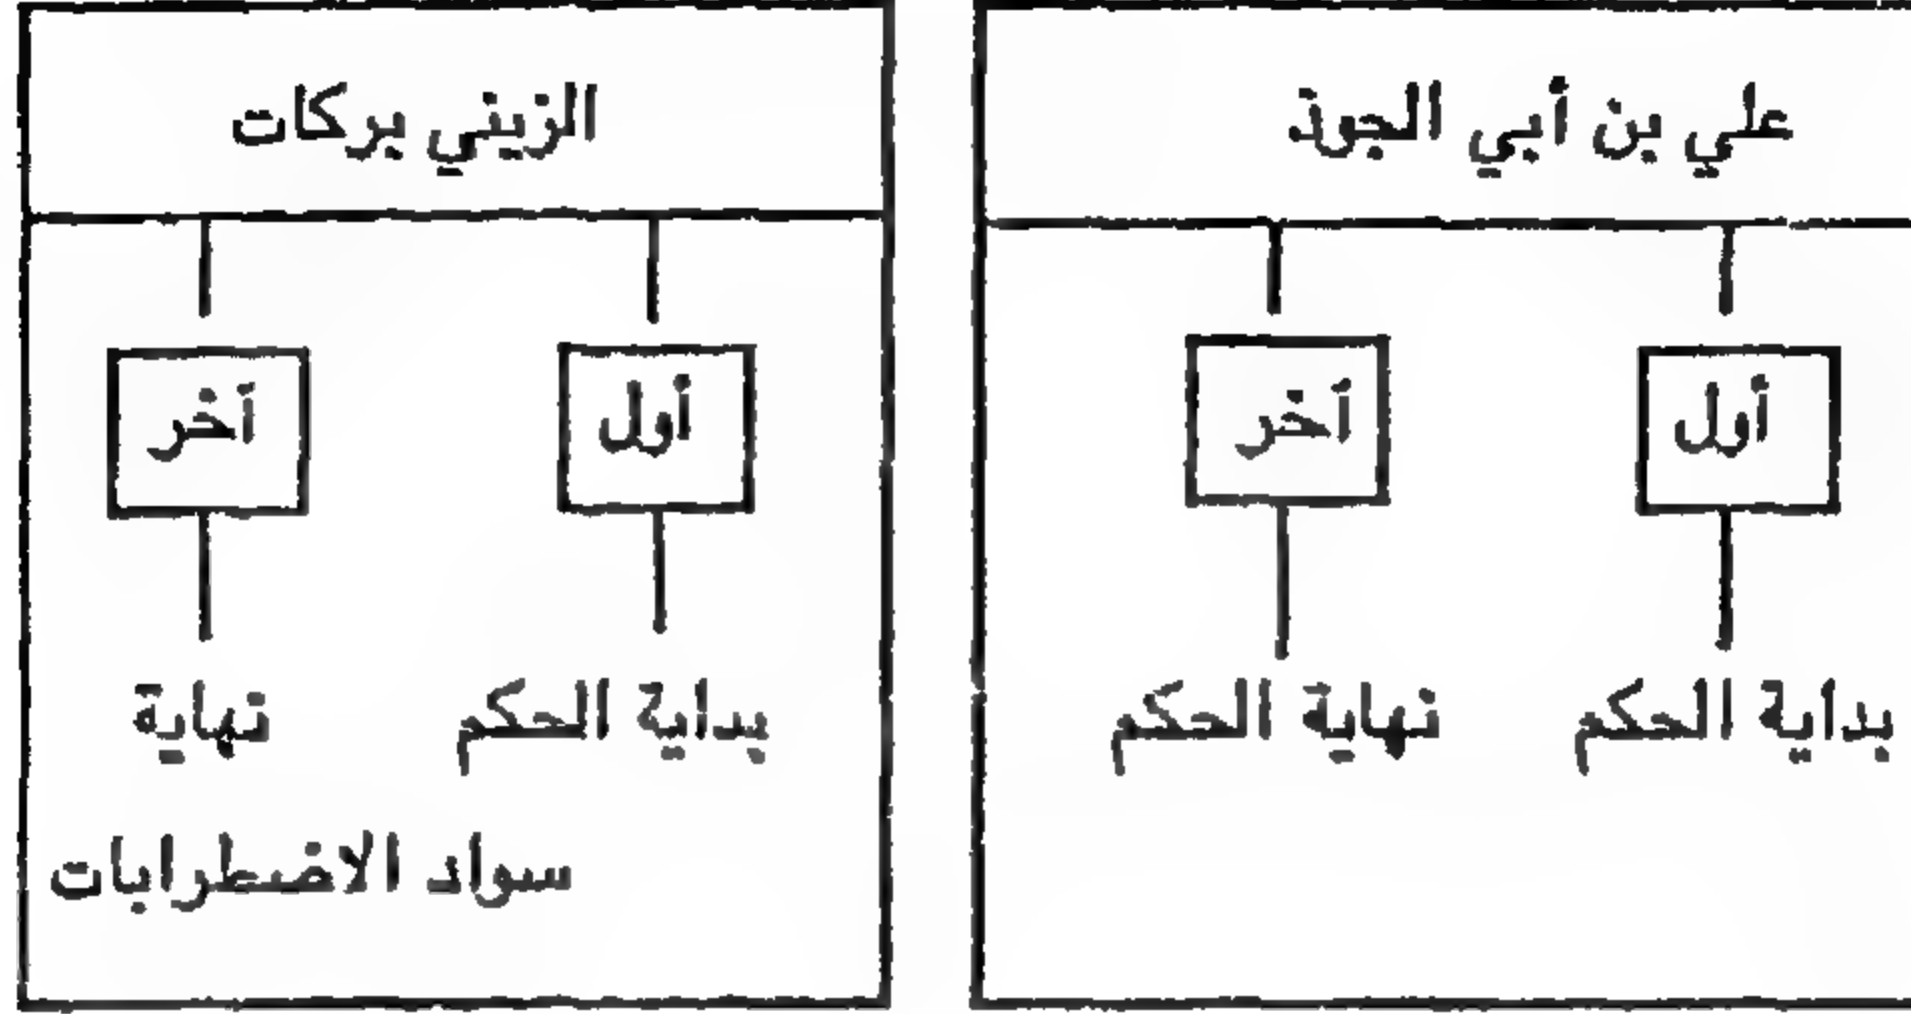 علي بن أبي الجود
أول
آخر
بداية الحكم
نهاية الحكم
الزيني بركات
أول
آخر
بداية الحكم
نهاية
سواد الاضطرابات